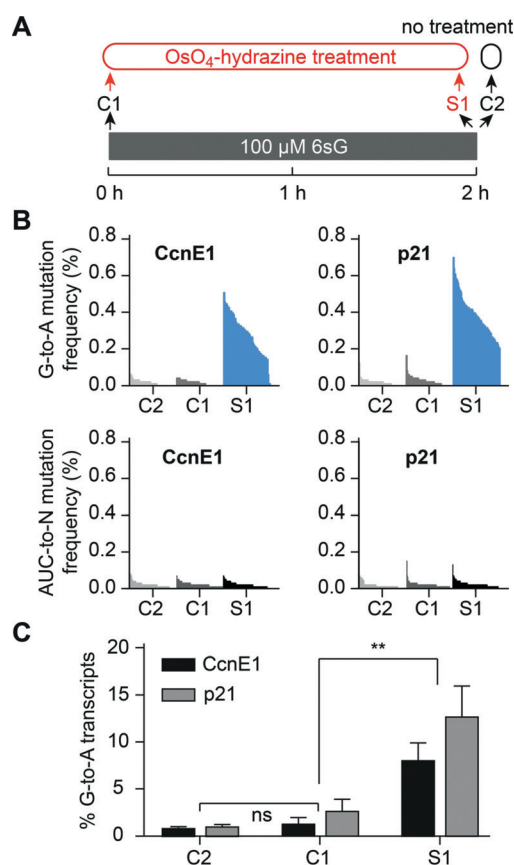 A
no treatment
OsO4-hydrazine treatment
C1
S1
C2
100 µM 6sG
0 h
1 h
2 h
B
G-to-A mutation
frequency (%)
0.8
0.6
0.4
0.2
0.0
CcnE1
C2
C1
S1
0.8
0.6
0.4
0.2
0.0
p21
C2
C1
S1
AUC-to-N mutation
frequency (%)
0.8
0.6
0.4
0.2
0.0
CcnE1
C2
C1
S1
0.8
0.6
0.4
0.2
0.0
p21
C2
C1
S1
C
% G-to-A transcripts
20
15
10
5
0
CcnE1
p21
**
ns
C2
C1
S1